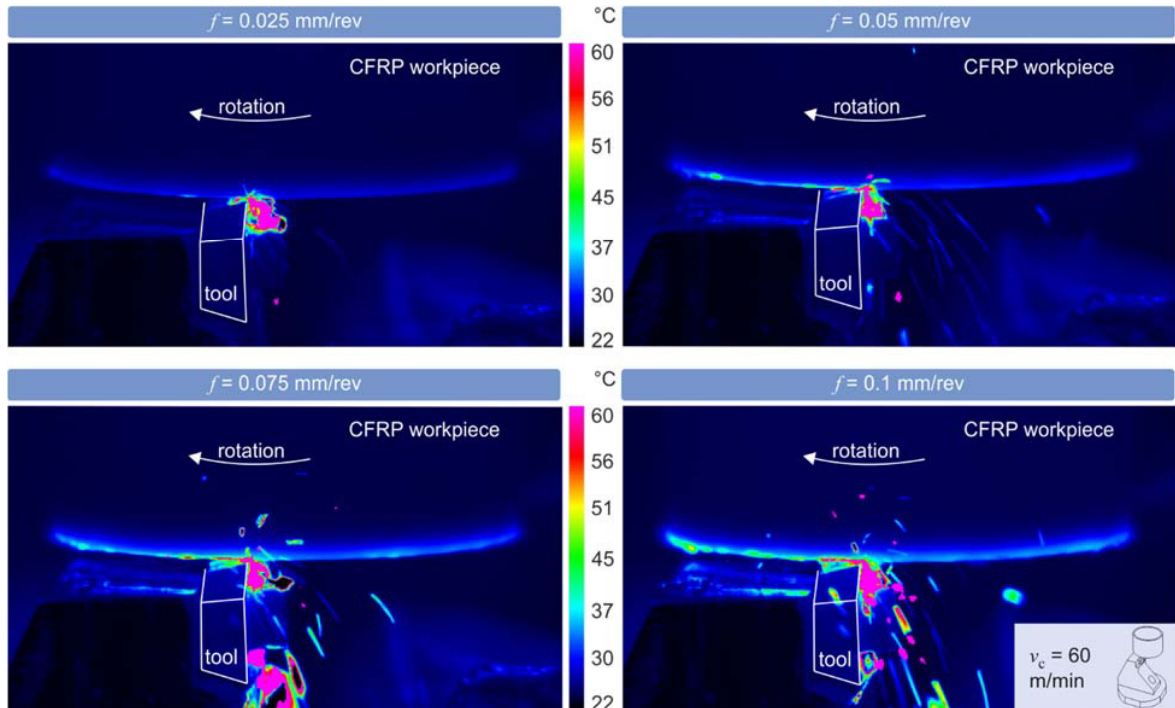 f = 0.025 mm/rev
°C
f = 0.05 mm/rev
CFRP workpiece
rotation
tool
60
56
51
45
37
30
22
CFRP workpiece
rotation
tool
f = 0.075 mm/rev
°C
f = 0.1 mm/rev
CFRP workpiece
rotation
tool
60
56
51
45
37
30
22
CFRP workpiece
rotation
tool
v_c = 60
m/min